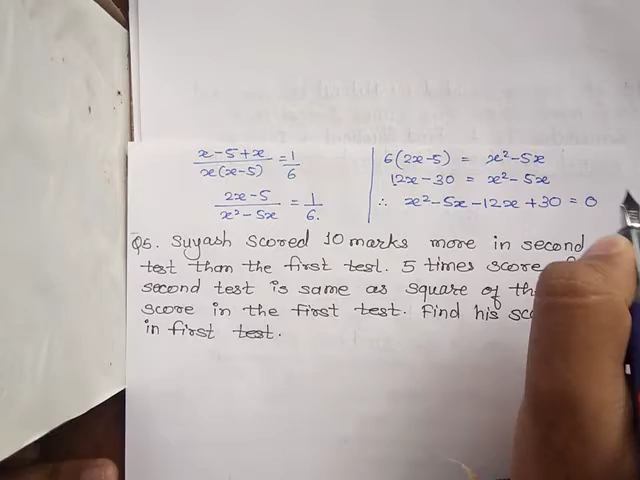 x-5+x / x(x-5) = 1/6
2x-5 / x²-5x = 1/6.
6(2x-5) = x²-5x
12x-30 = x²-5x
∴ x²-5x-12x+30=0
Q5. Suyash scored 10 marks more in second
test than the first test. 5 times score
second test is same as square of
score in the first test. Find his
in first test.